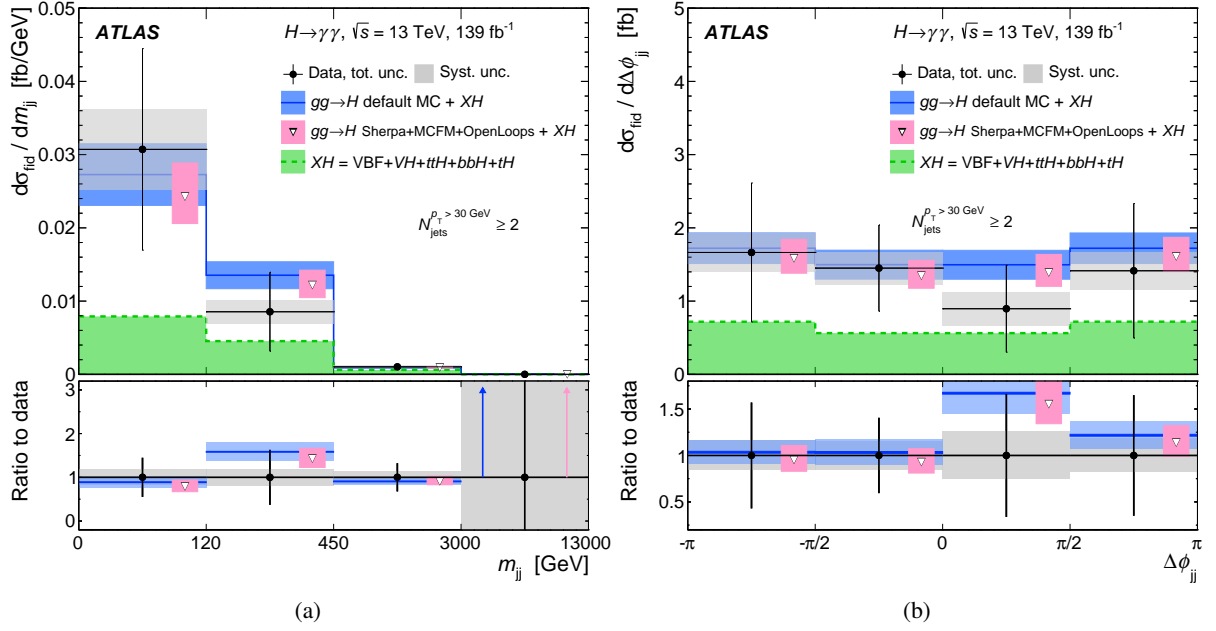 ATLAS
H→γγ, √s = 13 TeV, 139 fb⁻¹
Data, tot. unc. Syst. unc.
gg→H default MC + XH
gg→H Sherpa+MCFM+OpenLoops + XH
XH = VBF+VH+ttH+bbH+tH
N_jets^{p_T > 30 GeV} ≥ 2
dσ_fid / dm_jj [fb/GeV]
0.05
0.04
0.03
0.02
0.01
0
Ratio to data
3
2
1
0
0 120 450 3000 13000
m_jj [GeV]
(a)
ATLAS
H→γγ, √s = 13 TeV, 139 fb⁻¹
Data, tot. unc. Syst. unc.
gg→H default MC + XH
gg→H Sherpa+MCFM+OpenLoops + XH
XH = VBF+VH+ttH+bbH+tH
N_jets^{p_T > 30 GeV} ≥ 2
dσ_fid / dΔφ_jj [fb]
5
4
3
2
1
0
Ratio to data
1.5
1
0.5
-π -π/2 0 π/2 π
Δφ_jj
(b)